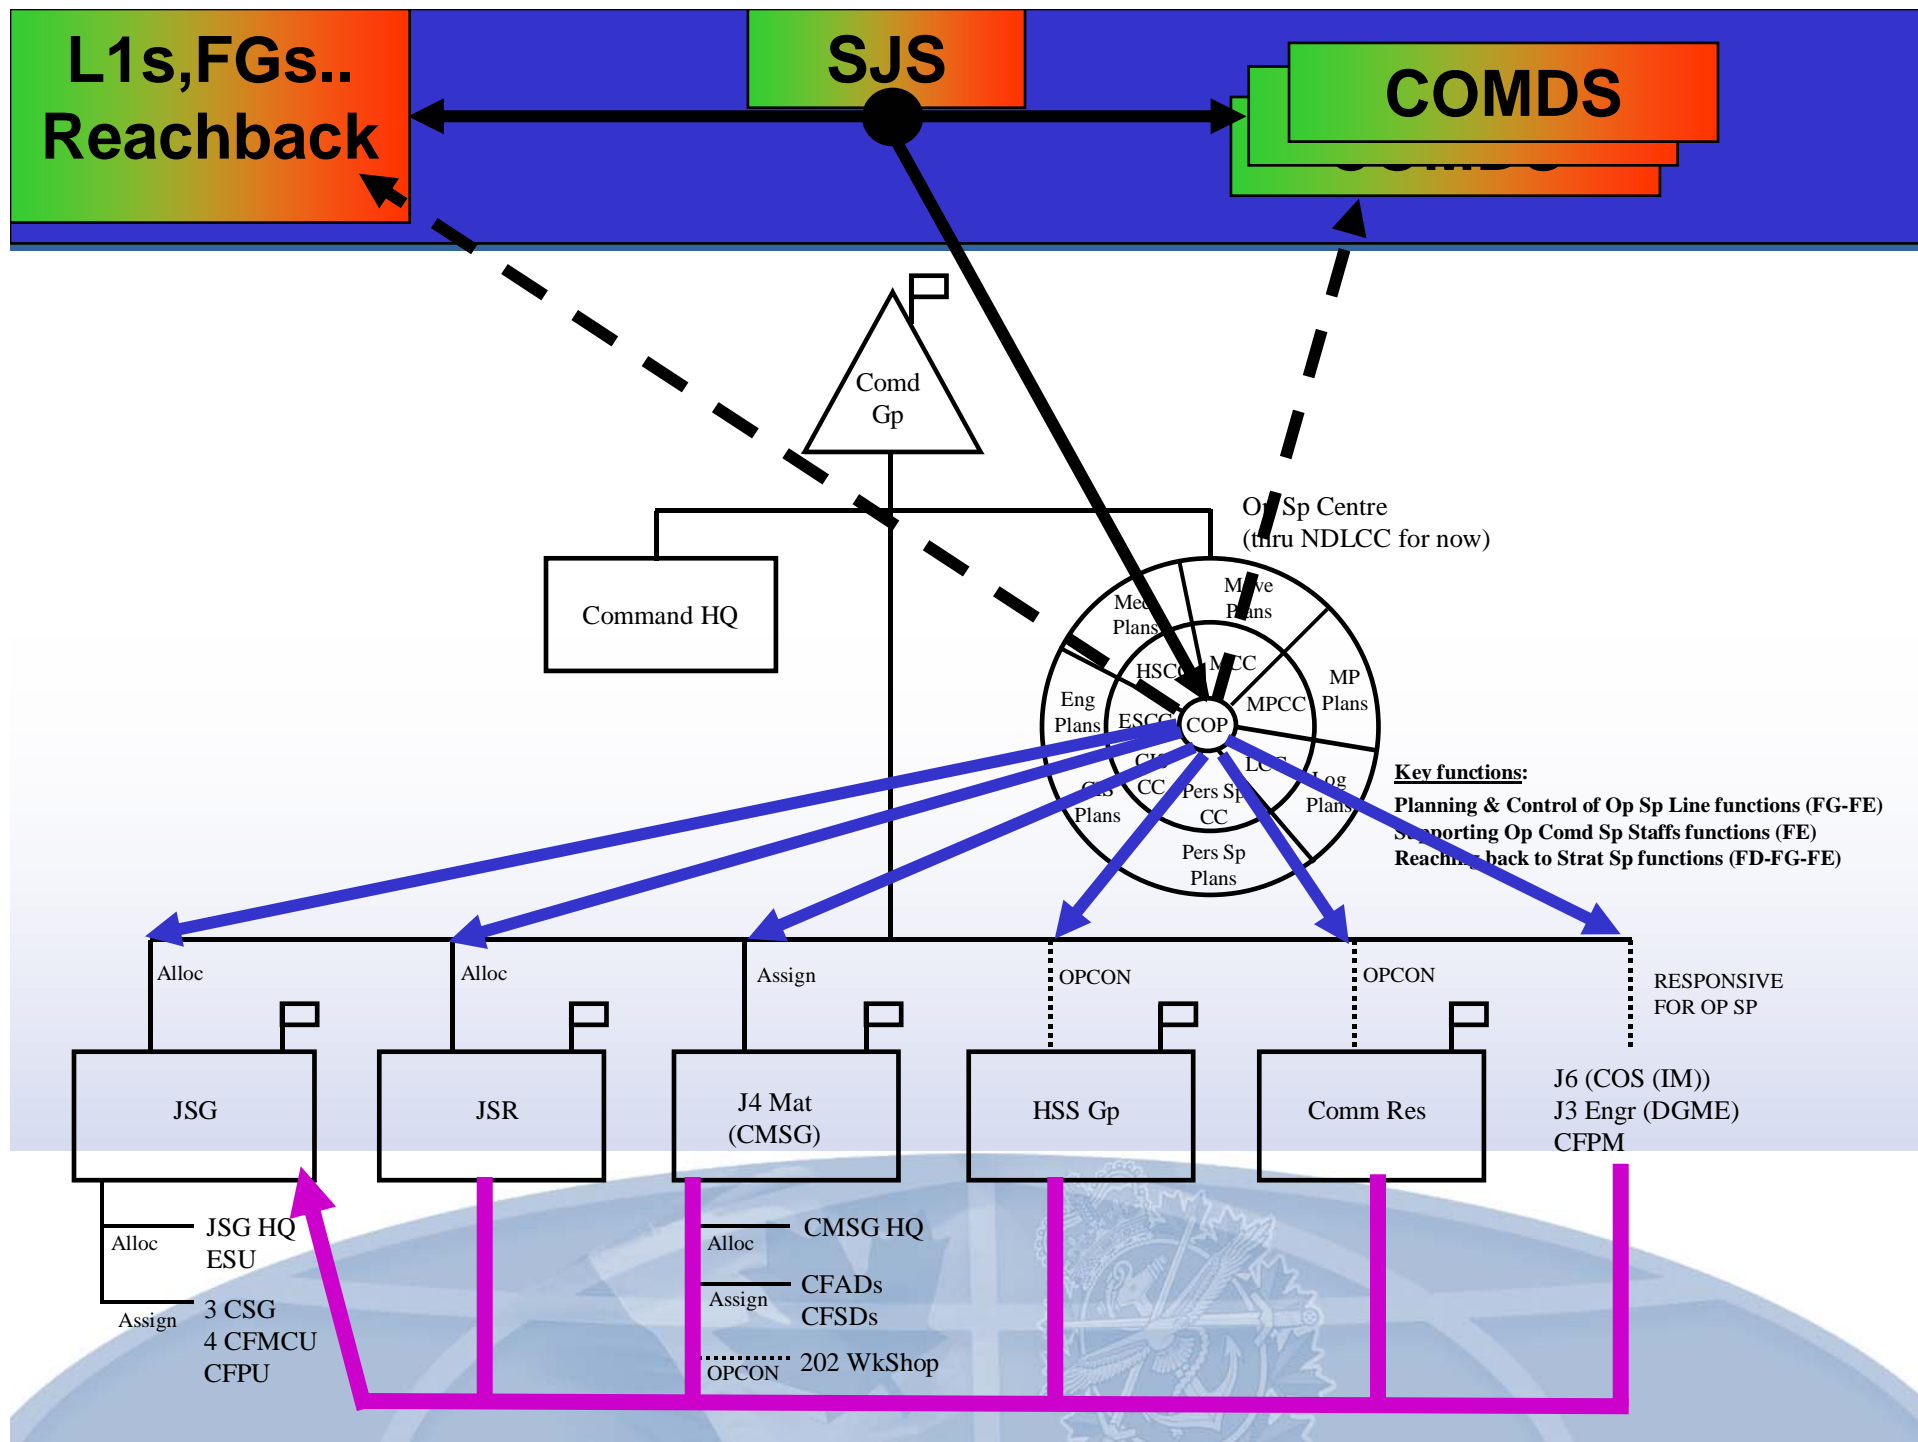 L1s,FGs..
Reachback
SJS
COMDS
Comd
Gp
Command HQ
Sp Centre
(thru NDLCC for now)
Plans
Move
Plans
MP
Plans
Log
Plans
Pers Sp
Plans
Plans
Eng
Plans
MPCC
Pers Sp
CC
CC
COP
Key functions:
Planning & Control of Op Sp Line functions (FG-FE)
Supporting Op Comd Sp Staffs functions (FE)
Reaching back to Strat Sp functions (FD-FG-FE)
Alloc
Alloc
Assign
OPCON
OPCON
RESPONSIVE
FOR OP SP
JSG
JSR
J4 Mat
(CMSG)
HSS Gp
Comm Res
J6 (COS (IM))
J3 Engr (DGME)
CFPM
Alloc
JSG HQ
ESU
Assign
3 CSG
4 CFMCU
CFPU
Alloc
CMSG HQ
Assign
CFADs
CFSDs
OPCON
202 WkShop